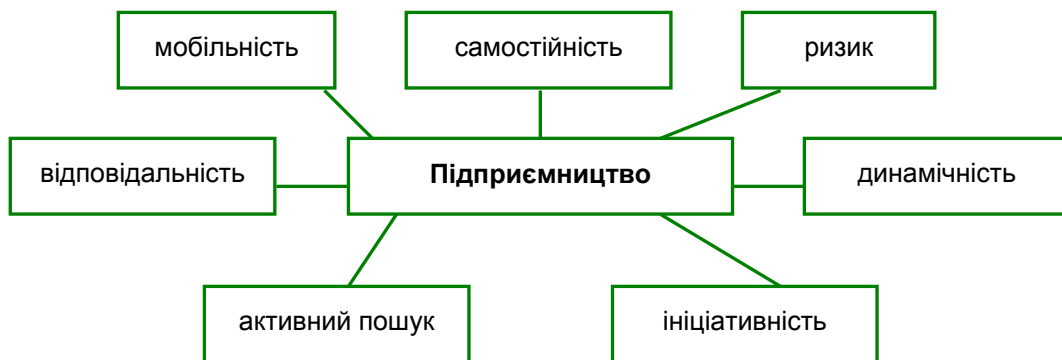 мобільність
самостійність
ризик
відповідальність
Підприємництво
динамічність
активний пошук
ініціативність